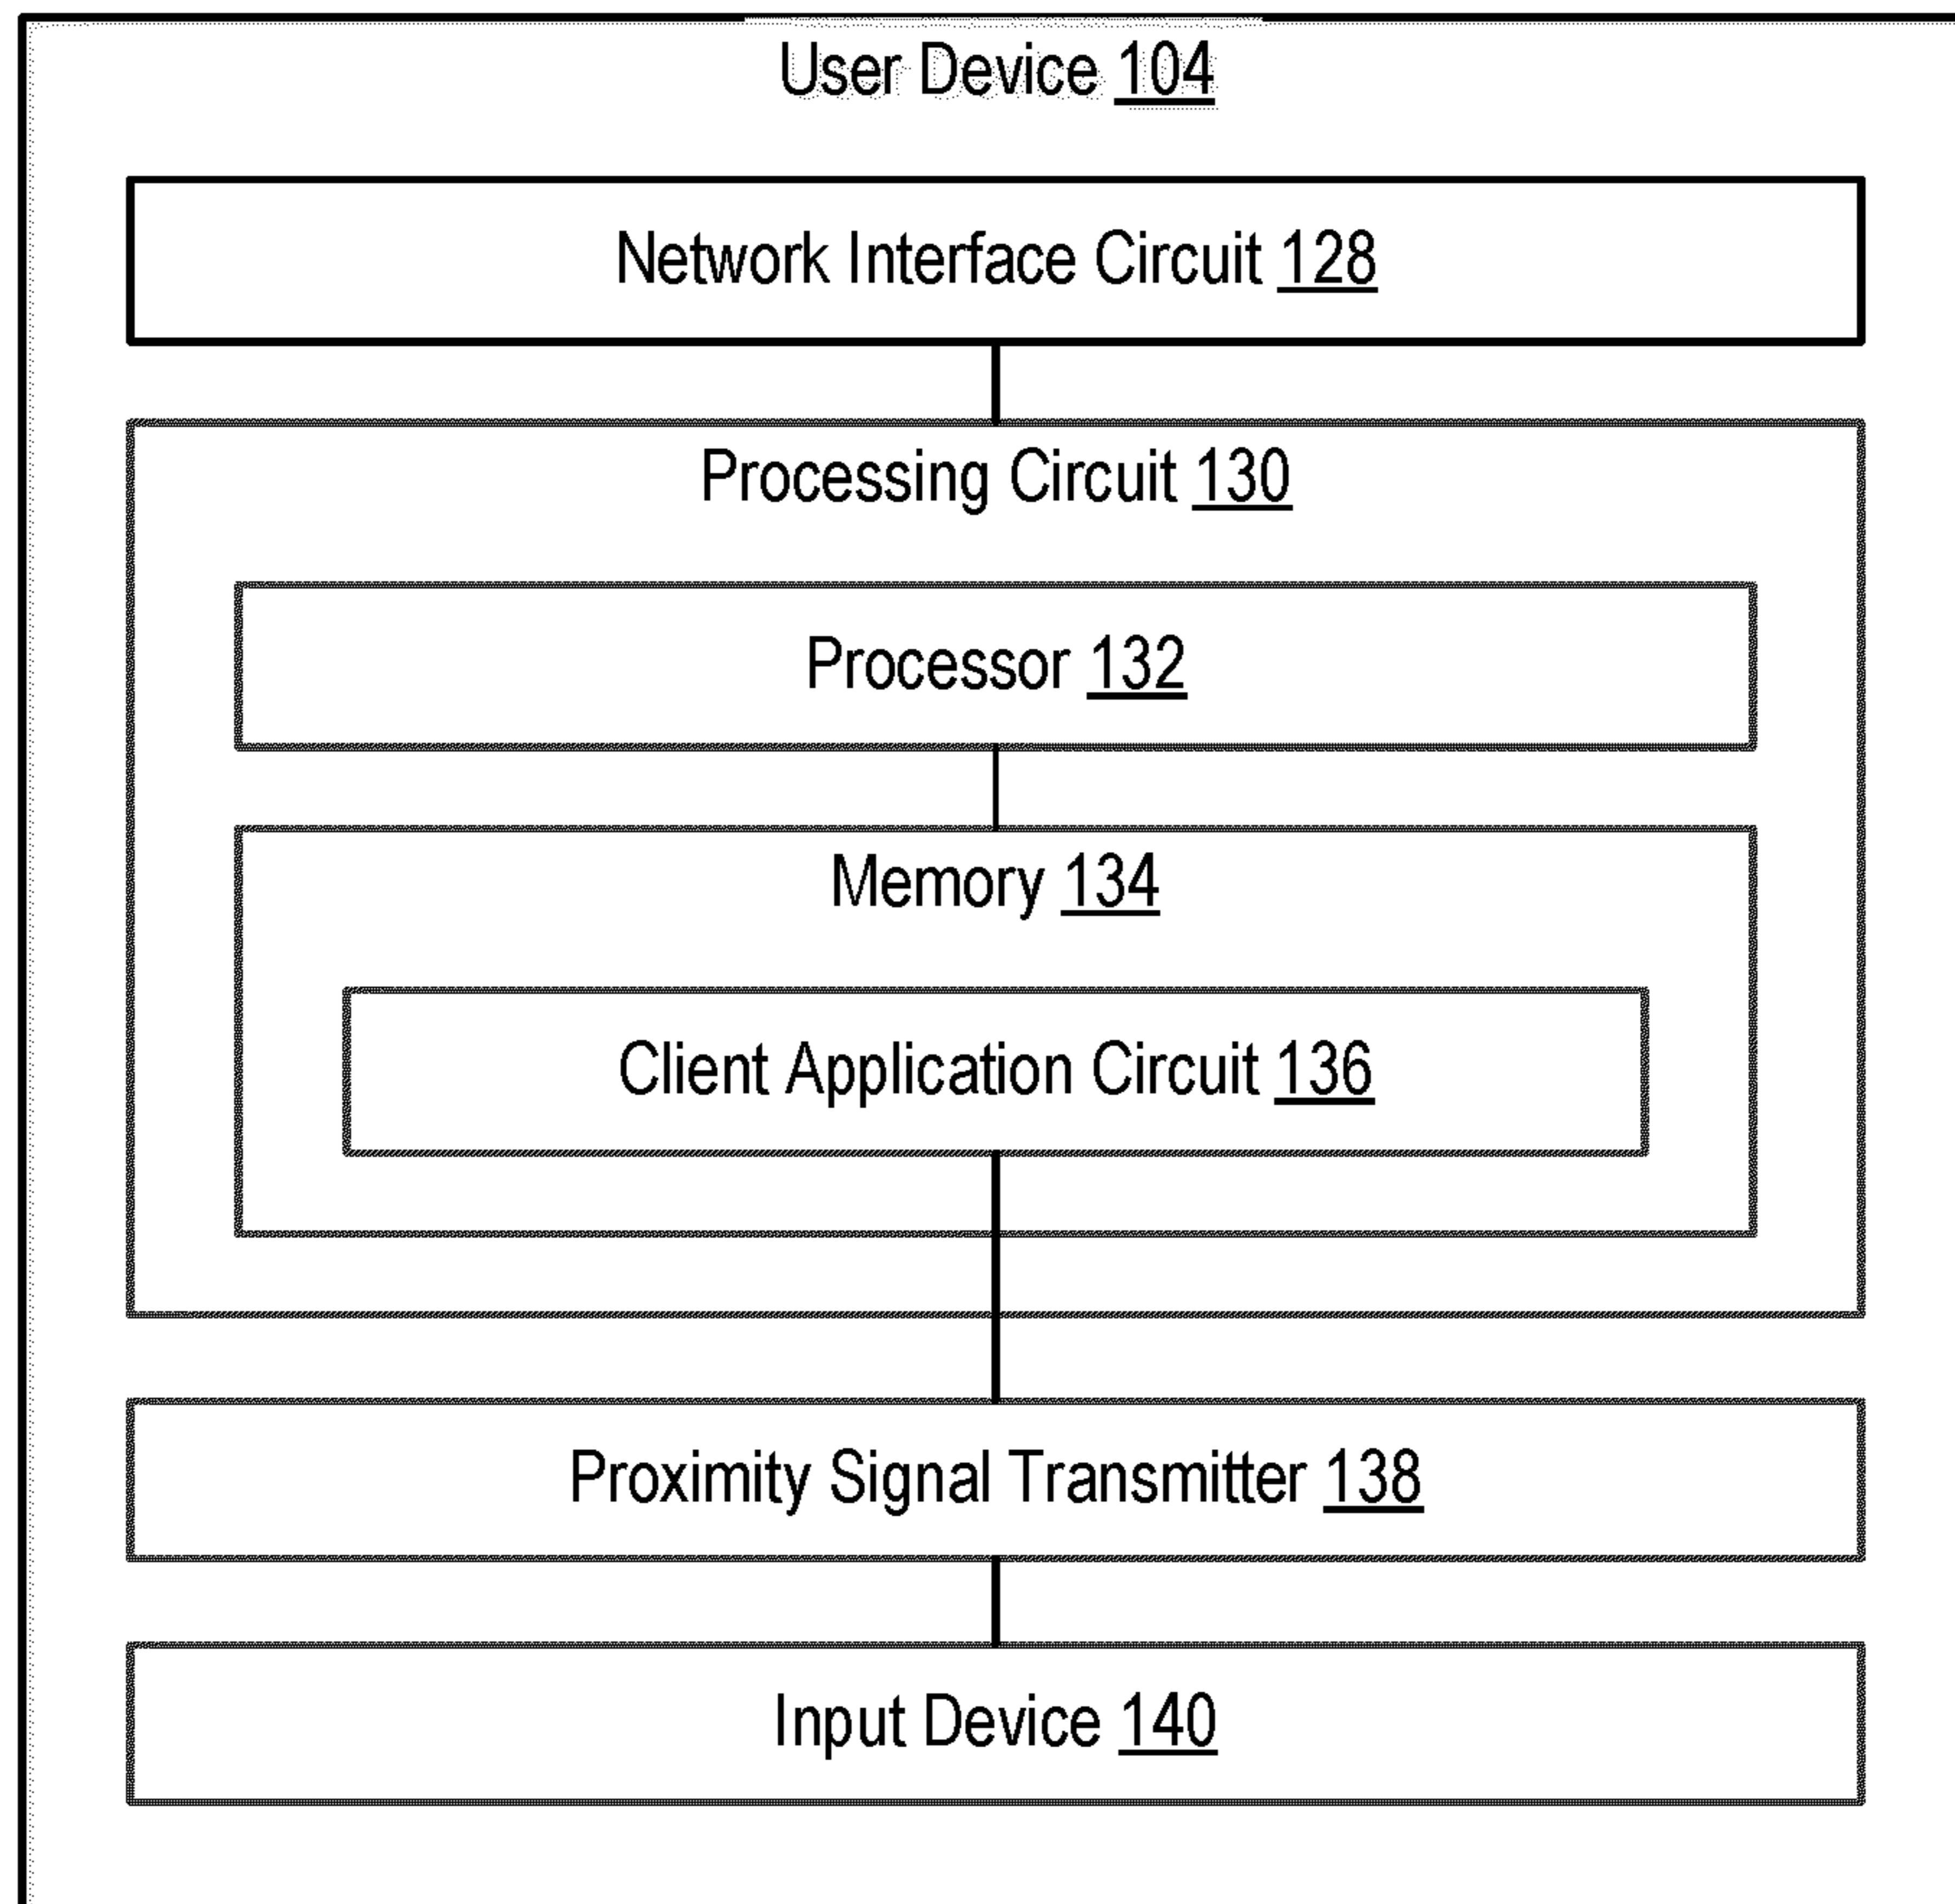 User Device 104
Network Interface Circuit 128
Processing Circuit 130
Processor 132
Memory 134
Client Application Circuit 136
Proximity Signal Transmitter 138
Input Device 140